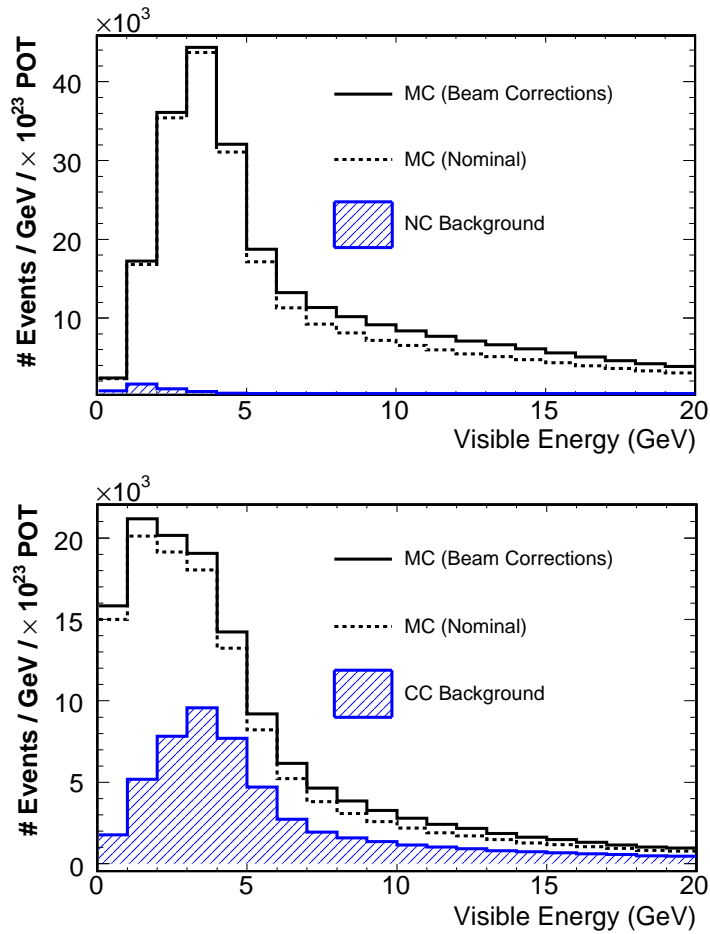 ×10³
# Events / GeV / × 10²³ POT
40
30
20
10
MC (Beam Corrections)
MC (Nominal)
NC Background
0 5 10 15 20
Visible Energy (GeV)
×10³
# Events / GeV / × 10²³ POT
20
15
10
5
0
MC (Beam Corrections)
MC (Nominal)
CC Background
0 5 10 15 20
Visible Energy (GeV)